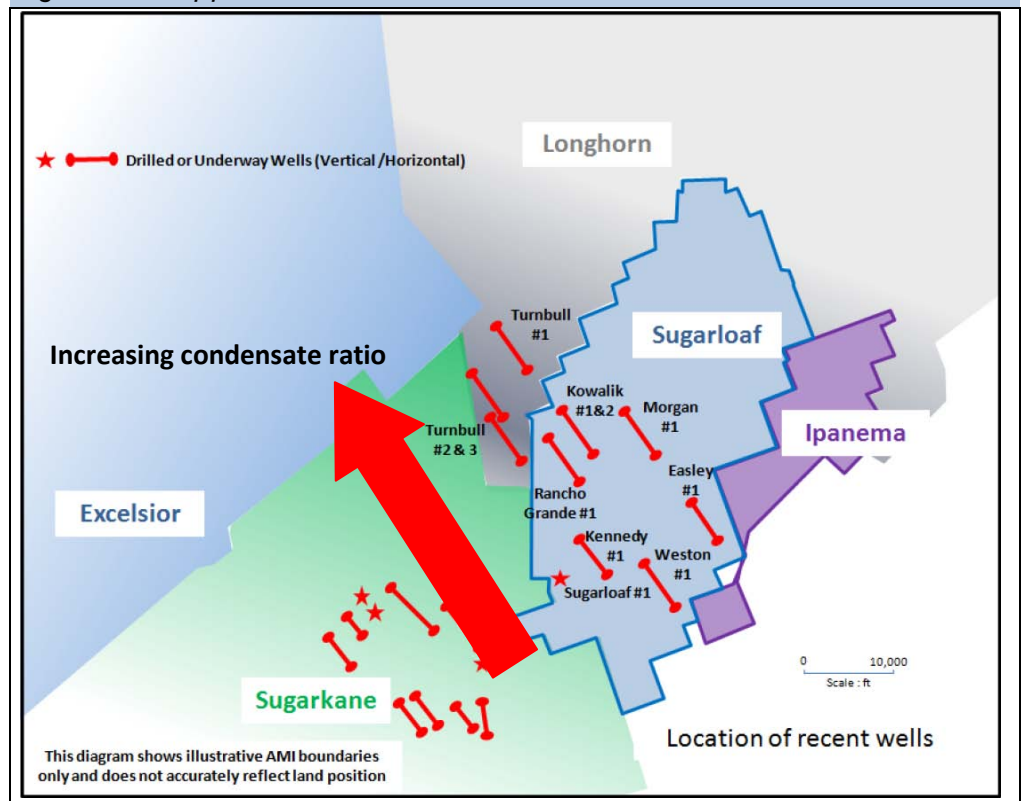 Longhorn
Drilled or Underway Wells (Vertical /Horizontal)
Turnbull
#1
Sugarloaf
Increasing condensate ratio
Kowalik
#1&2
Morgan
#1
Turnbull
#2 & 3
Ipanema
Easley
#1
Rancho
Grande #1
Excelsior
Kennedy
#1
Weston
#1
Sugarloaf #1
0 10,000
Scale : ft
Sugarkane
Location of recent wells
This diagram shows illustrative AMI boundaries
only and does not accurately reflect land position